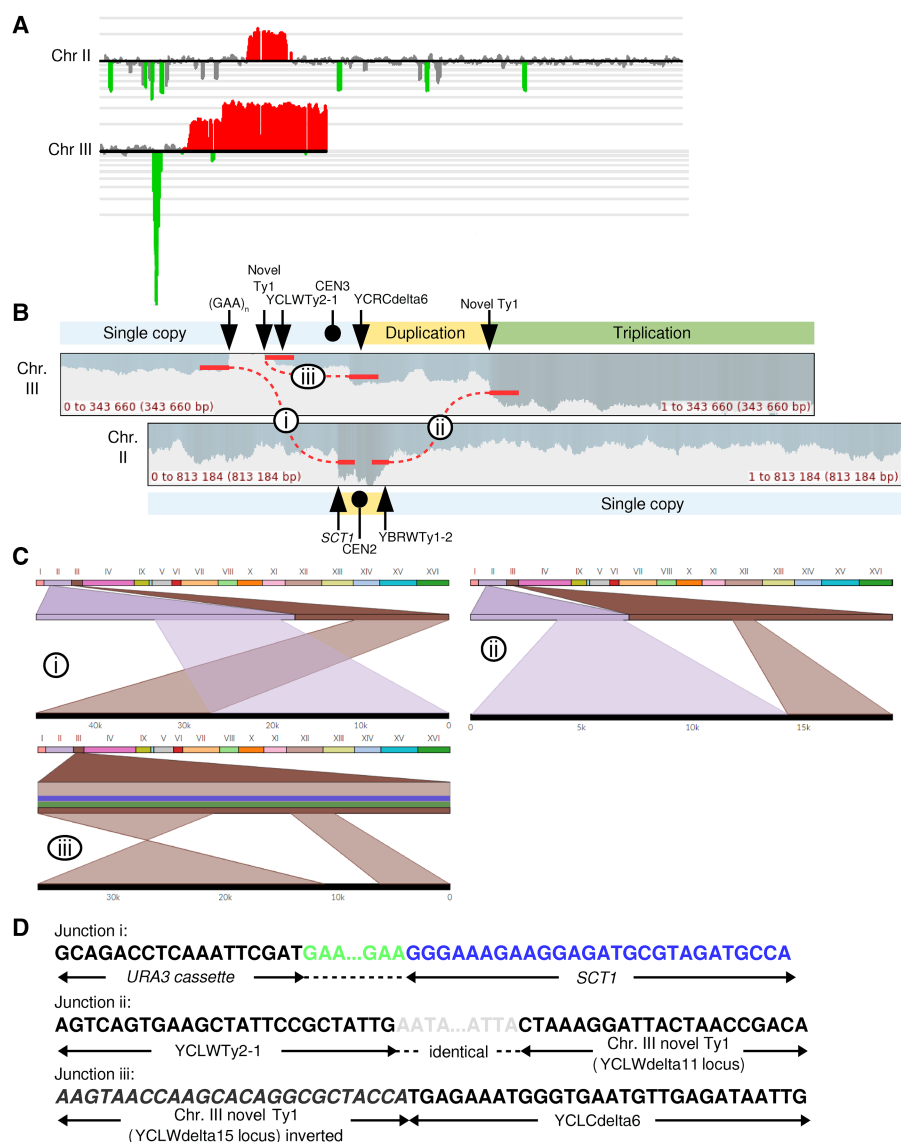 A
Chr II
Chr III
B
(GAA)n
Novel
Ty1
YCLWTy2-1
CEN3
YCRCdelta6
Novel Ty1
Single copy
Duplication
Triplication
Chr.
III
iii
0 to 343 660 (343 660 bp)
1 to 343 660 (343 660 bp)
i
ii
Chr.
II
0 to 813 184 (813 184 bp)
1 to 813 184 (813 184 bp)
Single copy
SCT1
CEN2
YBRWTy1-2
C
I II III IV IX V VI VII VIII X XI XII XIII XIV XV XVI
i
40k 30k 20k 10k 0
I II III IV IX V VI VII VIII X XI XII XIII XIV XV XVI
ii
0 5k 10k 15k
I II III IV IX V VI VII VIII X XI XII XIII XIV XV XVI
iii
30k 20k 10k 0
D
Junction i:
GCAGACCTCAAATTCGATGAA...GAAGGGAAAGAAGGAGATGCGTAGATGCCA
URA3 cassette
SCT1
Junction ii:
AGTCAGTGAAGCTATTCCGCTATTGAATA...ATTACTAAAGGATTACTAACCGACA
YCLWTy2-1
identical
Chr. III novel Ty1
(YCLWdelta11 locus)
Junction iii:
AAGTAACCAAGCACAGGCGCTACCATGAGAAATGGGTGAATGTTGAGATAATTG
Chr. III novel Ty1
(YCLWdelta15 locus) inverted
YCLCdelta6